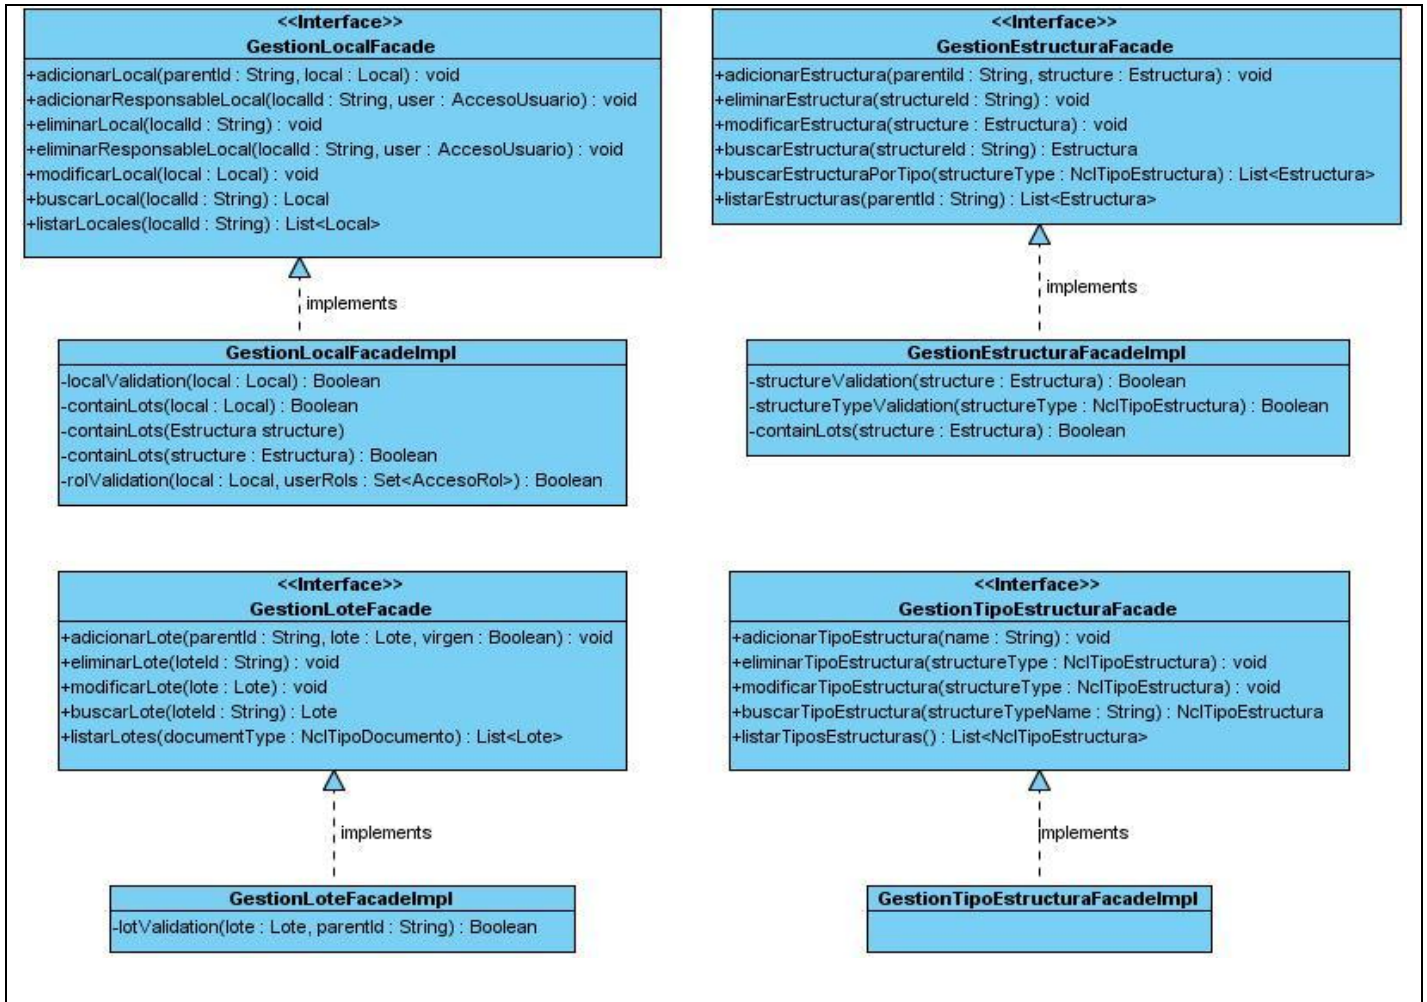 <<Interface>>
GestionLocalFacade
+adicionarLocal(parentId : String, local : Local) : void
+adicionarResponsableLocal(localId : String, user : AccesoUsuario) : void
+eliminarLocal(localId : String) : void
+eliminarResponsableLocal(localId : String, user : AccesoUsuario) : void
+modificarLocal(local : Local) : void
+buscarLocal(localId : String) : Local
+listarLocales(localId : String) : List<Local>
implements
GestionLocalFacadeImpl
-localValidation(local : Local) : Boolean
-containLots(local : Local) : Boolean
-containLots(Estructura structure)
-containLots(structure : Estructura) : Boolean
-rolValidation(local : Local, userRols : Set<AccesoRol>) : Boolean
<<Interface>>
GestionEstructuraFacade
+adicionarEstructura(parentiId : String, structure : Estructura) : void
+eliminarEstructura(structureId : String) : void
+modificarEstructura(structure : Estructura) : void
+buscarEstructura(structureId : String) : Estructura
+buscarEstructuraPorTipo(structureType : NclTipoEstructura) : List<Estructura>
+listarEstructuras(parentId : String) : List<Estructura>
implements
GestionEstructuraFacadeImpl
-structureValidation(structure : Estructura) : Boolean
-structureTypeValidation(structureType : NclTipoEstructura) : Boolean
-containLots(structure : Estructura) : Boolean
<<Interface>>
GestionLoteFacade
+adicionarLote(parentId : String, lote : Lote, virgen : Boolean) : void
+eliminarLote(loteId : String) : void
+modificarLote(lote : Lote) : void
+buscarLote(loteId : String) : Lote
+listarLotes(documentType : NclTipoDocumento) : List<Lote>
implements
GestionLoteFacadeImpl
-lotValidation(lote : Lote, parentId : String) : Boolean
<<Interface>>
GestionTipoEstructuraFacade
+adicionarTipoEstructura(name : String) : void
+eliminarTipoEstructura(structureType : NclTipoEstructura) : void
+modificarTipoEstructura(structureType : NclTipoEstructura) : void
+buscarTipoEstructura(structureTypeName : String) : NclTipoEstructura
+listarTiposEstructuras() : List<NclTipoEstructura>
implements
GestionTipoEstructuraFacadeImpl